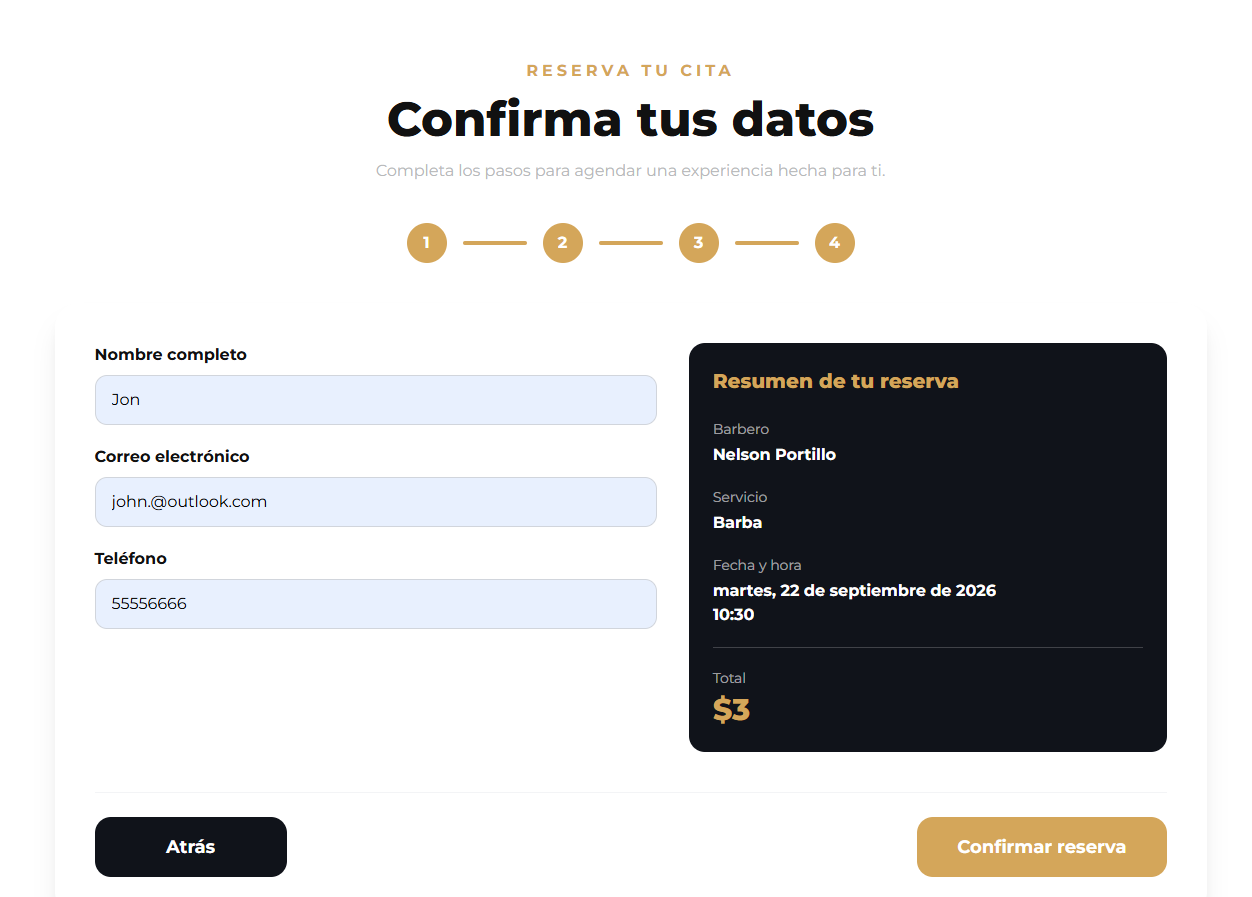 RESERVA TU CITA
Confirma tus datos
Completa los pasos para agendar una experiencia hecha para ti.
1 2 3 4
Nombre completo
Jon
Correo electrónico
john.@outlook.com
Teléfono
55556666
Resumen de tu reserva
Barbero
Nelson Portillo
Servicio
Barba
Fecha y hora
martes, 22 de septiembre de 2026
10:30
Total
$3
Atrás
Confirmar reserva